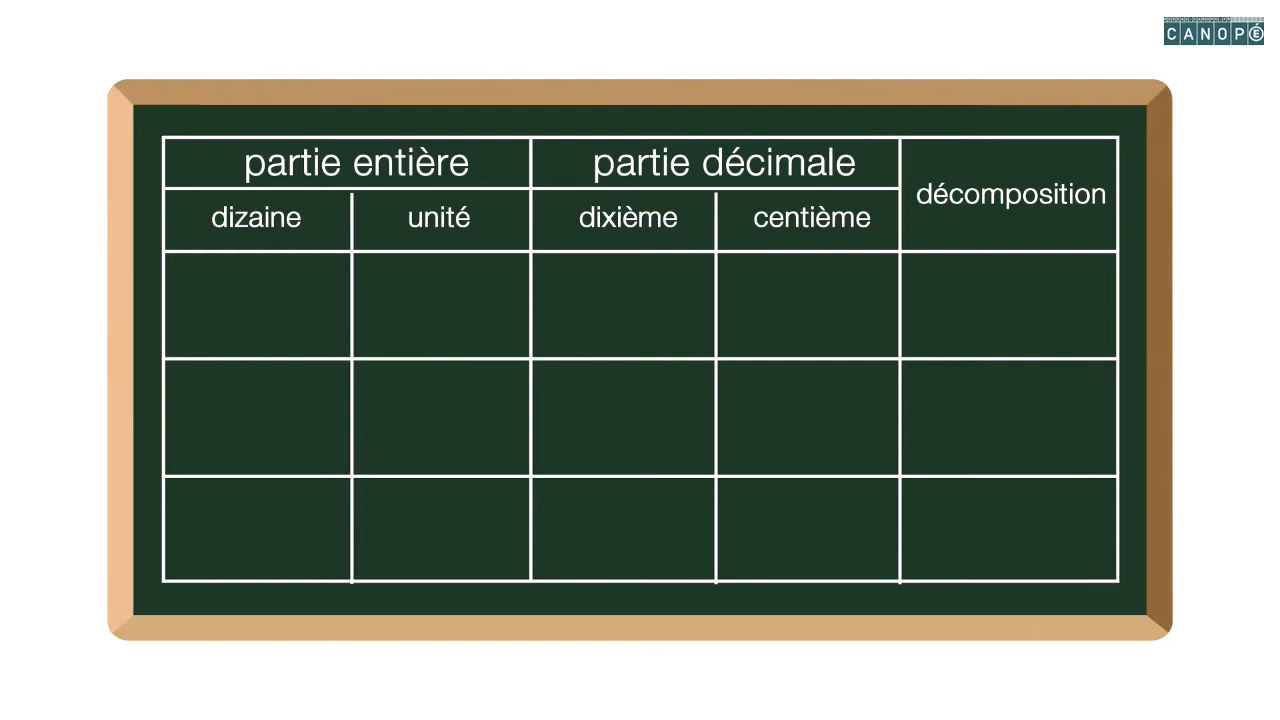 CANOPÉ
partie entière partie décimale décomposition
dizaine unité dixième centième